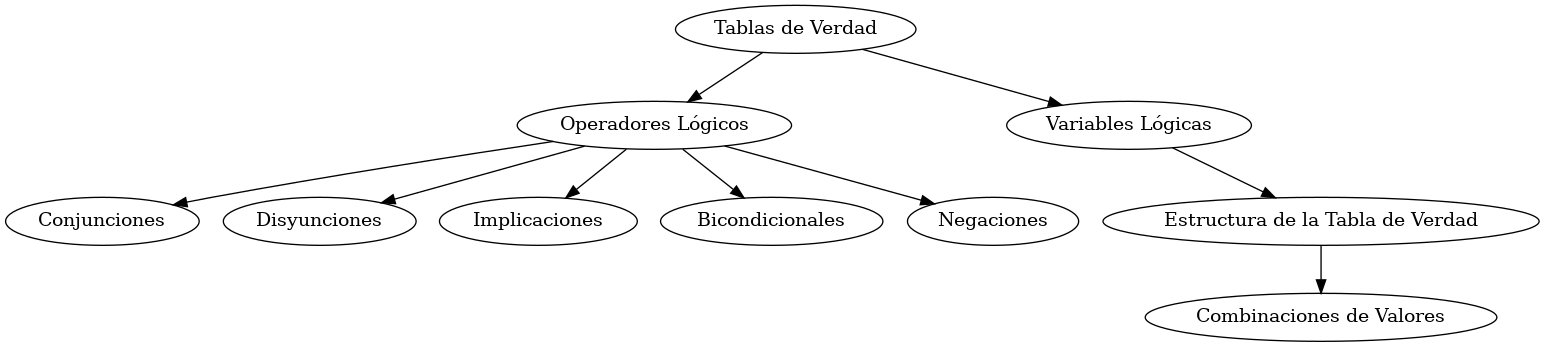 Tablas de Verdad
Operadores Lógicos
Variables Lógicas
Conjunciones
Disyunciones
Implicaciones
Bicondicionales
Negaciones
Estructura de la Tabla de Verdad
Combinaciones de Valores